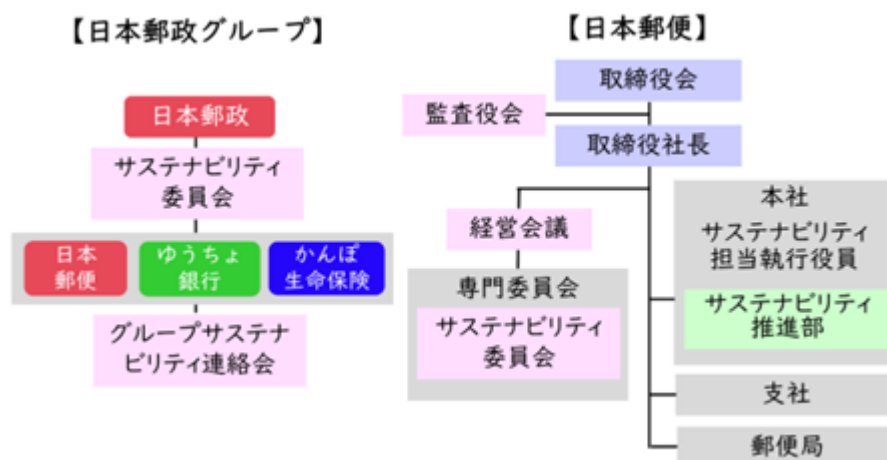 【日本郵政グループ】
日本郵政
サステナビリティ
委員会
日本
郵便
ゆうちょ
銀行
かんぽ
生命保険
グループサステナ
ビリティ連絡会
【日本郵便】
取締役会
監査役会
取締役社長
経営会議
専門委員会
サステナビリティ
委員会
本社
サステナビリティ
担当執行役員
サステナビリティ
推進部
支社
郵便局